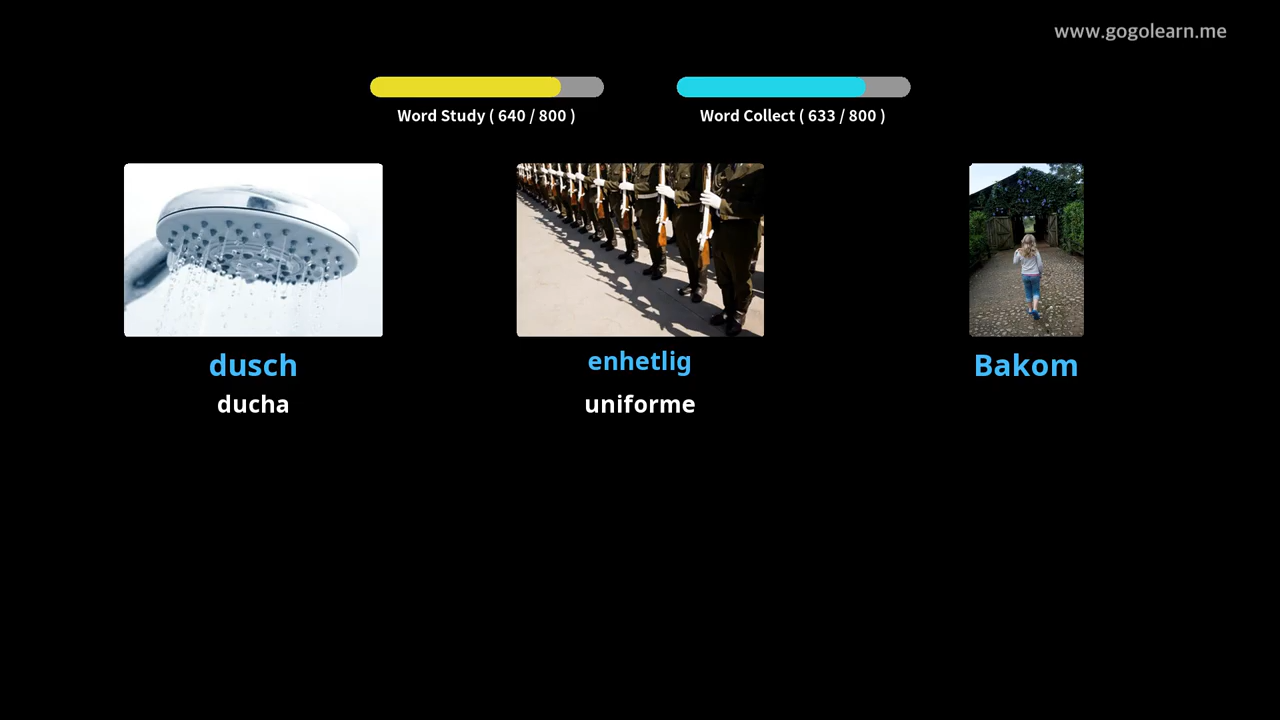 www.gogolearn.me
Word Study ( 640 / 800 )
Word Collect ( 633 / 800 )
dusch
enhetlig
Bakom
ducha
uniforme